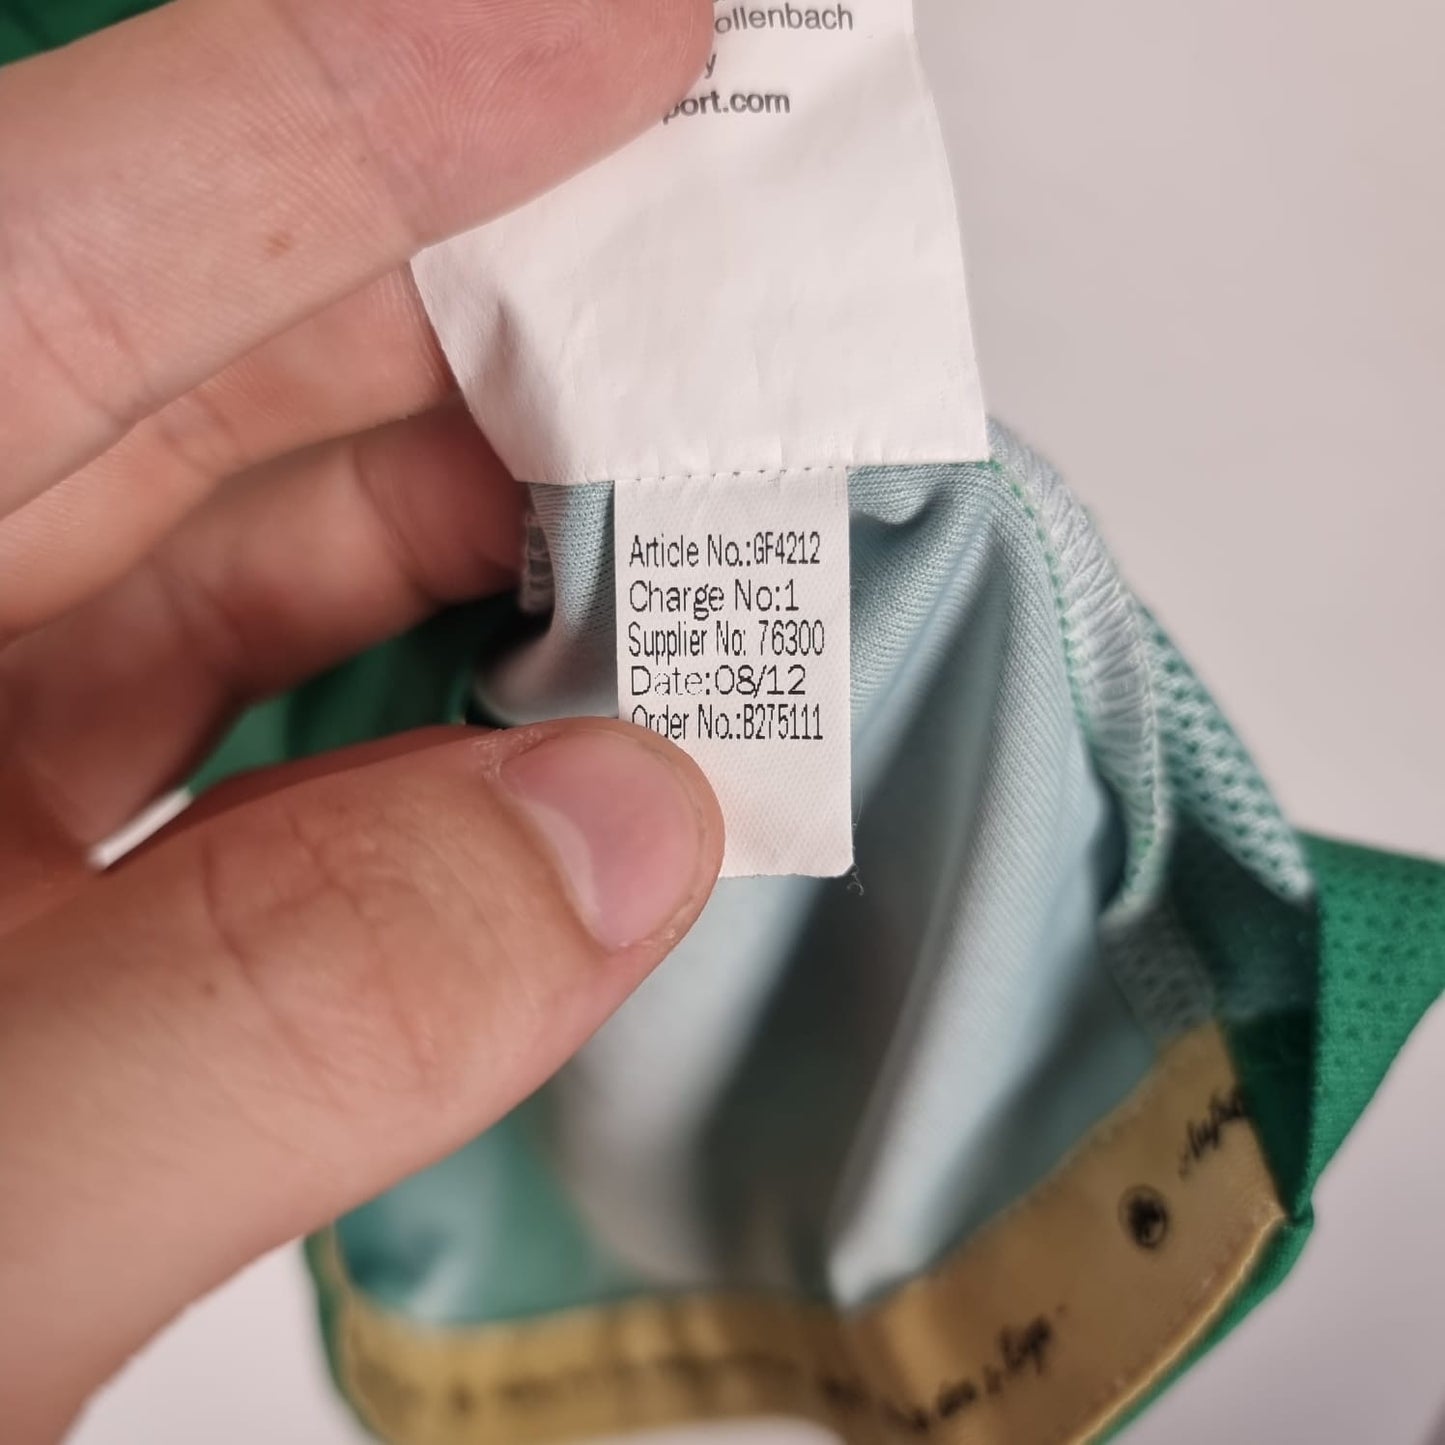 ollenbach
y
port.com
Article No.:GF4212
Charge No:1
Supplier No: 76300
Date:08/12
Order No.:B275111